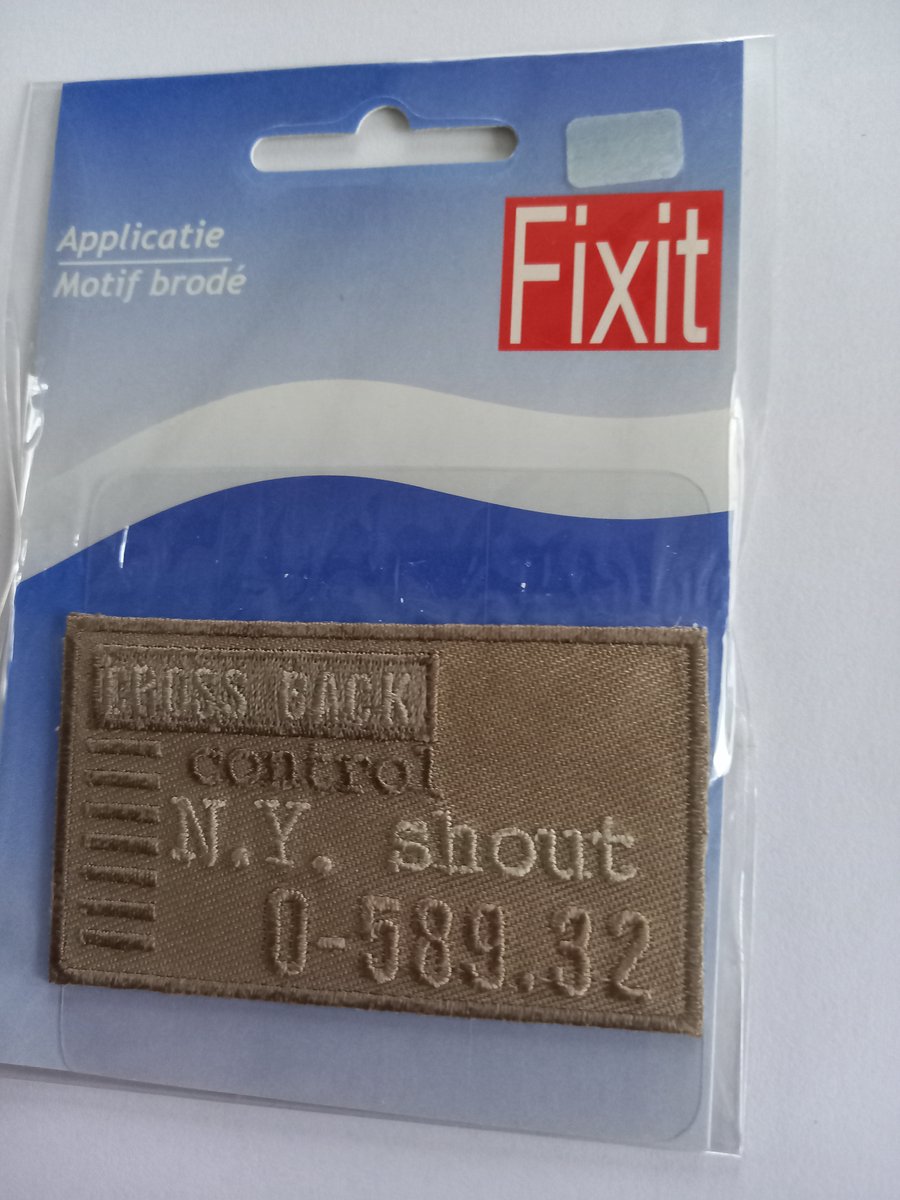 Applicatie
Motif brodé
Fixit
CROSS BACK
control
N.Y. shout
0-589.32